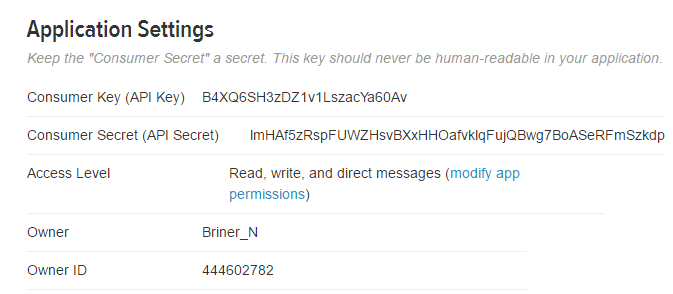 Application Settings
Keep the "Consumer Secret" a secret. This key should never be human-readable in your application.
Consumer Key (API Key) B4XQ6SH3zDZ1v1LszacYa60Av
Consumer Secret (API Secret)
Access Level Read, write, and direct messages (modify app
permissions)
Owner Briner_N
Owner ID 444602782